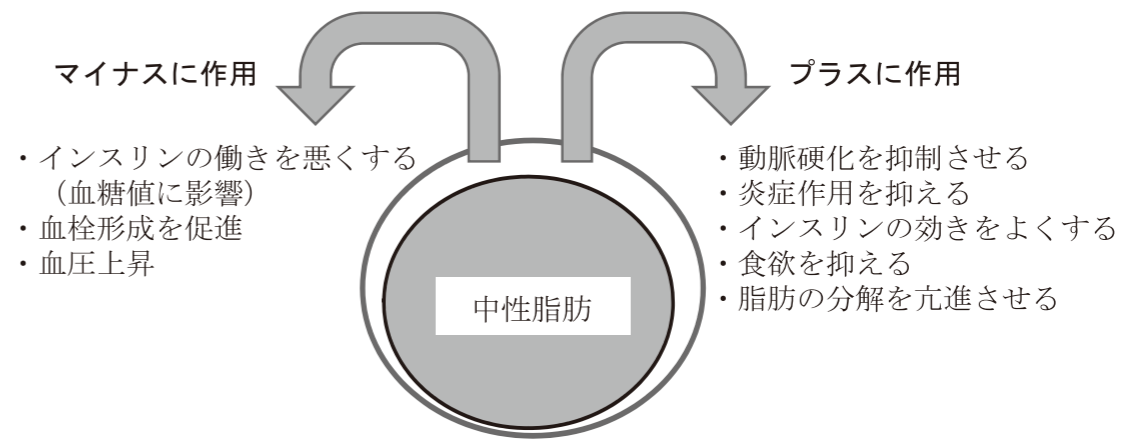 マイナスに作用
・インスリンの働きを悪くする
（血糖値に影響）
・血栓形成を促進
・血圧上昇
プラスに作用
・動脈硬化を抑制させる
・炎症作用を抑える
・インスリンの効きをよくする
・食欲を抑える
・脂肪の分解を亢進させる
中性脂肪